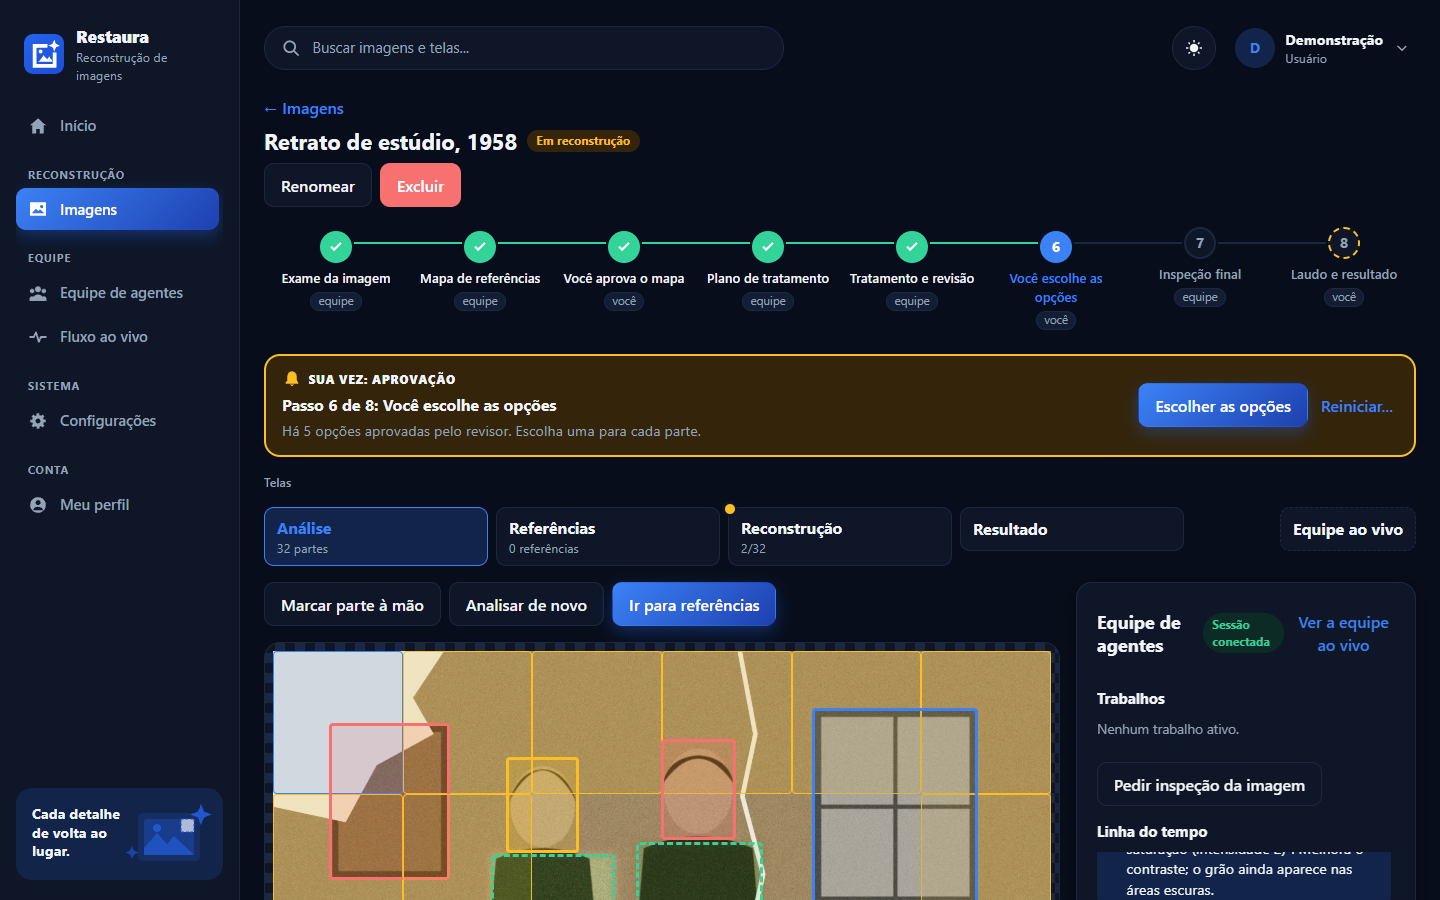 Restaura
Reconstrução de
imagens
Início
RECONSTRUÇÃO
Imagens
EQUIPE
Equipe de agentes
Fluxo ao vivo
SISTEMA
Configurações
CONTA
Meu perfil
Cada detalhe
de volta ao
lugar.
Buscar imagens e telas...
D
Demonstração
Usuário
← Imagens
Retrato de estúdio, 1958
Em reconstrução
Renomear
Excluir
Exame da imagem
equipe
Mapa de referências
equipe
Você aprova o mapa
você
Plano de tratamento
equipe
Tratamento e revisão
equipe
6
Você escolhe as
opções
você
7
Inspeção final
equipe
8
Laudo e resultado
você
SUA VEZ: APROVAÇÃO
Passo 6 de 8: Você escolhe as opções
Há 5 opções aprovadas pelo revisor. Escolha uma para cada parte.
Escolher as opções
Reiniciar...
Telas
Análise
32 partes
Referências
0 referências
Reconstrução
2/32
Resultado
Equipe ao vivo
Marcar parte à mão
Analisar de novo
Ir para referências
Equipe de
agentes
Sessão
conectada
Ver a equipe
ao vivo
Trabalhos
Nenhum trabalho ativo.
Pedir inspeção da imagem
Linha do tempo
saturação (intensidade 2) . Melhora o
contraste; o grão ainda aparece nas
áreas escuras.